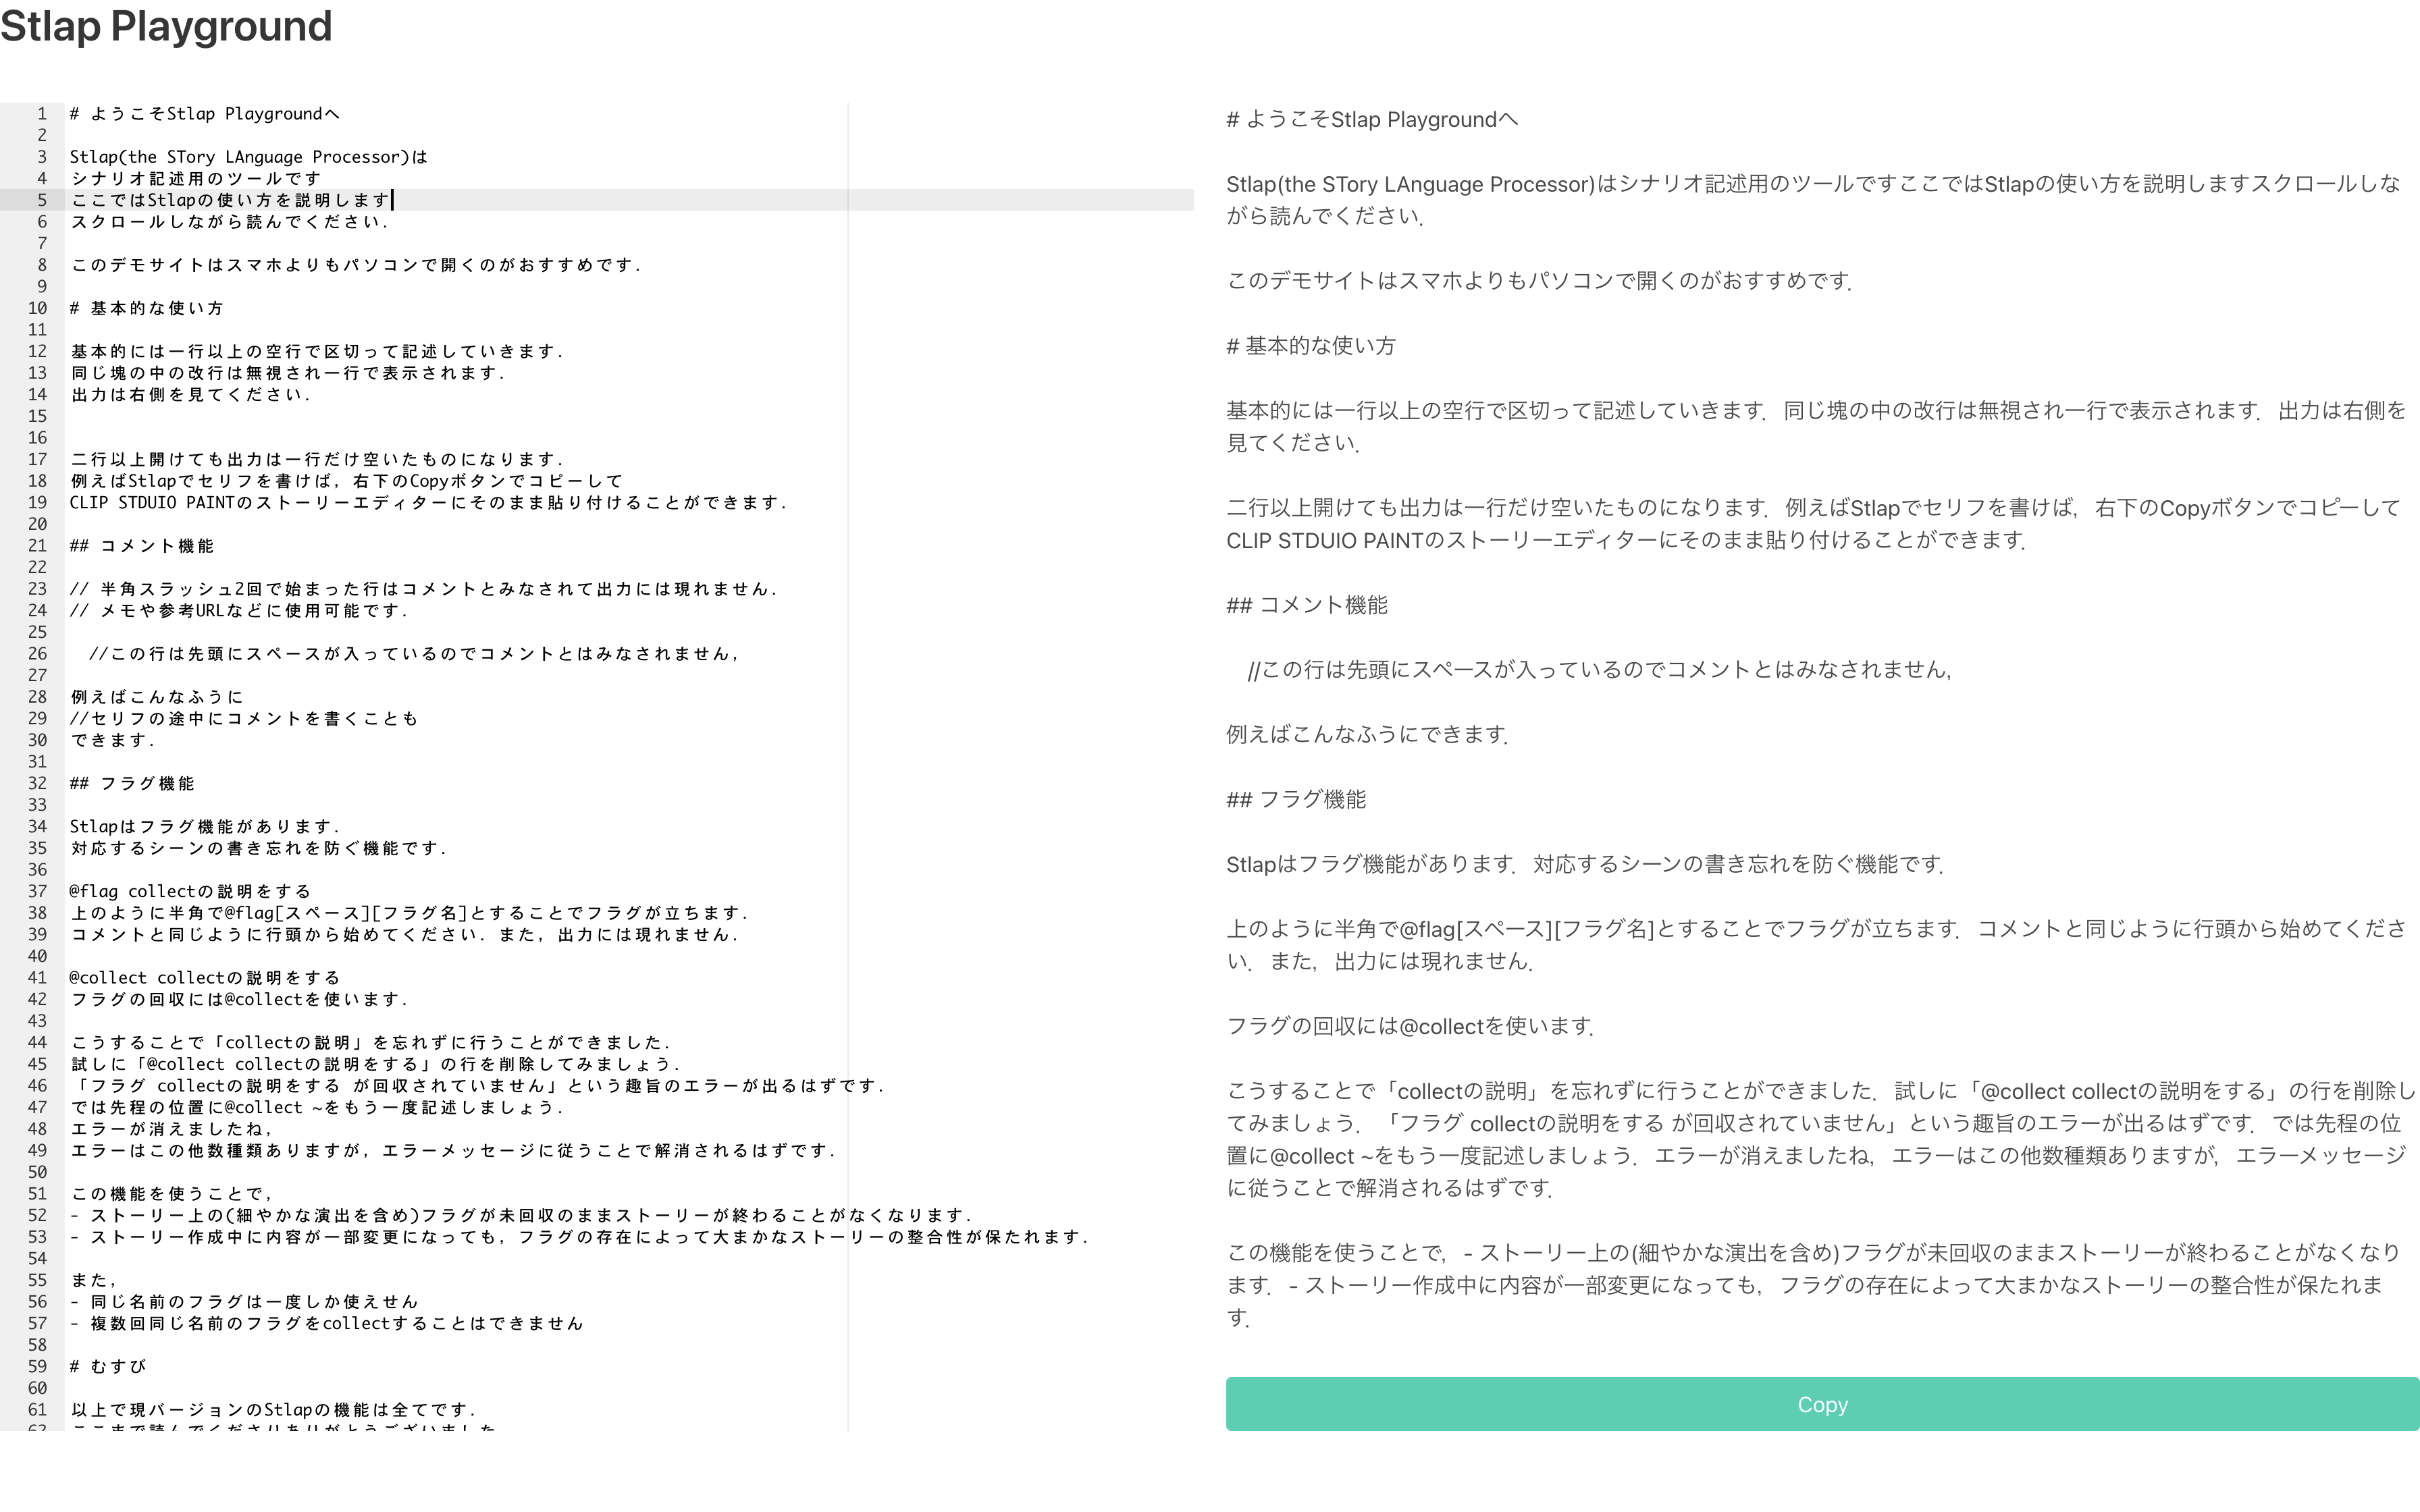 Stlap Playground
1 # ようこそStlap Playgroundへ
2
3 Stlap(the STory LAnguage Processor)は
4 シナリオ記述用のツールです
5 ここではStlapの使い方を説明します
6 スクロールしながら読んでください．
7
8 このデモサイトはスマホよりもパソコンで開くのがおすすめです．
9
10 # 基本的な使い方
11
12 基本的には一行以上の空行で区切って記述していきます．
13 同じ塊の中の改行は無視され一行で表示されます．
14 出力は右側を見てください．
15
16
17 二行以上開けても出力は一行だけ空いたものになります．
18 例えばStlapでセリフを書けば，右下のCopyボタンでコピーして
19 CLIP STDUIO PAINTのストーリーエディターにそのまま貼り付けることができます．
20
21 ## コメント機能
22
23 // 半角スラッシュ2回で始まった行はコメントとみなされて出力には現れません．
24 // メモや参考URLなどに使用可能です．
25
26 　//この行は先頭にスペースが入っているのでコメントとはみなされません，
27
28 例えばこんなふうに
29 //セリフの途中にコメントを書くことも
30 できます．
31
32 ## フラグ機能
33
34 Stlapはフラグ機能があります．
35 対応するシーンの書き忘れを防ぐ機能です．
36
37 @flag collectの説明をする
38 上のように半角で@flag[スペース][フラグ名]とすることでフラグが立ちます．
39 コメントと同じように行頭から始めてください．また，出力には現れません．
40
41 @collect collectの説明をする
42 フラグの回収には@collectを使います．
43
44 こうすることで「collectの説明」を忘れずに行うことができました．
45 試しに「@collect collectの説明をする」の行を削除してみましょう．
46 「フラグ collectの説明をする が回収されていません」という趣旨のエラーが出るはずです．
47 では先程の位置に@collect ~をもう一度記述しましょう．
48 エラーが消えましたね，
49 エラーはこの他数種類ありますが，エラーメッセージに従うことで解消されるはずです．
50
51 この機能を使うことで，
52 - ストーリー上の(細やかな演出を含め)フラグが未回収のままストーリーが終わることがなくなります．
53 - ストーリー作成中に内容が一部変更になっても，フラグの存在によって大まかなストーリーの整合性が保たれます．
54
55 また，
56 - 同じ名前のフラグは一度しか使えせん
57 - 複数回同じ名前のフラグをcollectすることはできません
58
59 # むすび
60
61 以上で現バージョンのStlapの機能は全てです．
62 ここまで読んでくださりありがとうございました
# ようこそStlap Playgroundへ
Stlap(the STory LAnguage Processor)はシナリオ記述用のツールですここではStlapの使い方を説明しますスクロールしな
がら読んでください．
このデモサイトはスマホよりもパソコンで開くのがおすすめです．
# 基本的な使い方
基本的には一行以上の空行で区切って記述していきます．同じ塊の中の改行は無視され一行で表示されます．出力は右側を
見てください．
二行以上開けても出力は一行だけ空いたものになります．例えばStlapでセリフを書けば，右下のCopyボタンでコピーして
CLIP STDUIO PAINTのストーリーエディターにそのまま貼り付けることができます．
## コメント機能
　//この行は先頭にスペースが入っているのでコメントとはみなされません，
例えばこんなふうにできます．
## フラグ機能
Stlapはフラグ機能があります．対応するシーンの書き忘れを防ぐ機能です．
上のように半角で@flag[スペース][フラグ名]とすることでフラグが立ちます．コメントと同じように行頭から始めてくださ
い．また，出力には現れません．
フラグの回収には@collectを使います．
こうすることで「collectの説明」を忘れずに行うことができました．試しに「@collect collectの説明をする」の行を削除し
てみましょう．「フラグ collectの説明をする が回収されていません」という趣旨のエラーが出るはずです．では先程の位
置に@collect ~をもう一度記述しましょう．エラーが消えましたね，エラーはこの他数種類ありますが，エラーメッセージ
に従うことで解消されるはずです．
この機能を使うことで，- ストーリー上の(細やかな演出を含め)フラグが未回収のままストーリーが終わることがなくなり
ます．- ストーリー作成中に内容が一部変更になっても，フラグの存在によって大まかなストーリーの整合性が保たれま
す．
Copy